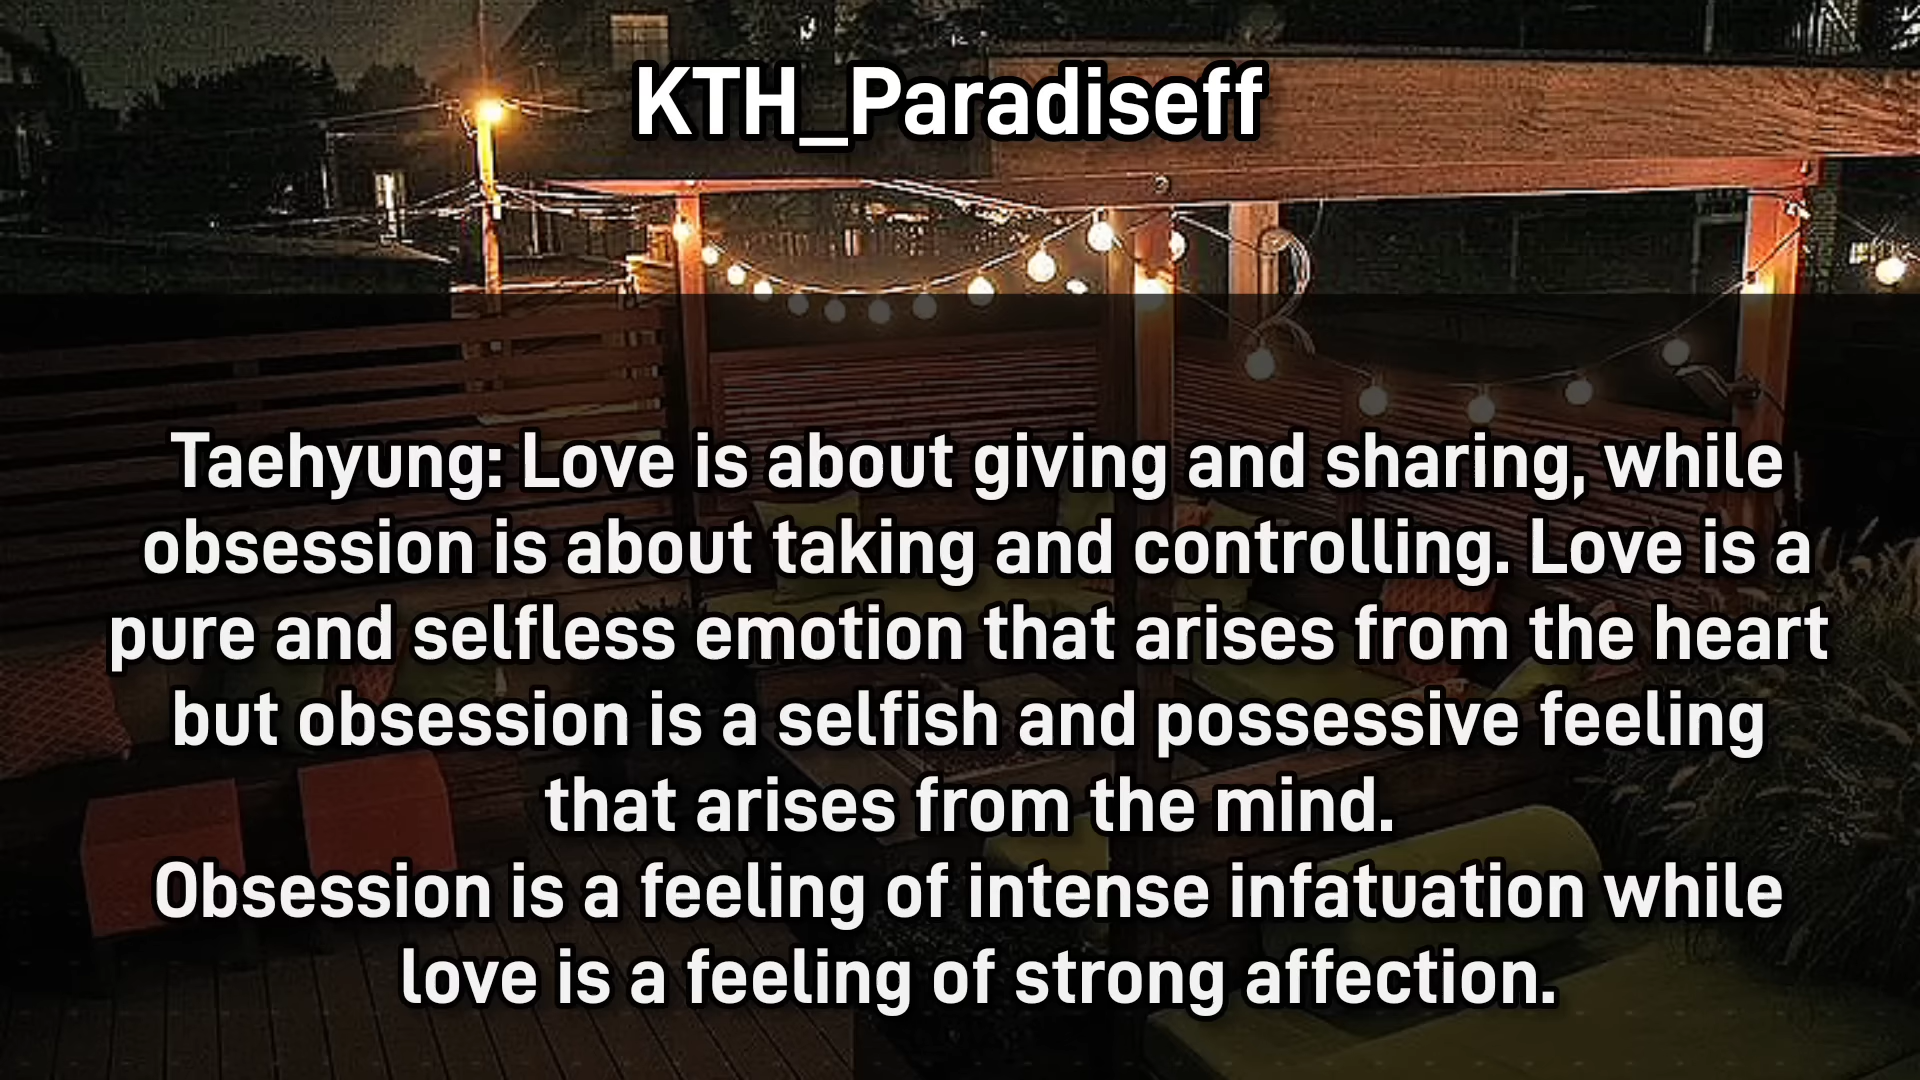 KTH_Paradiseff
Taehyung: Love is about giving and sharing, while
obsession is about taking and controlling. Love is a
pure and selfless emotion that arises from the heart
but obsession is a selfish and possessive feeling
that arises from the mind.
Obsession is a feeling of intense infatuation while
love is a feeling of strong affection.